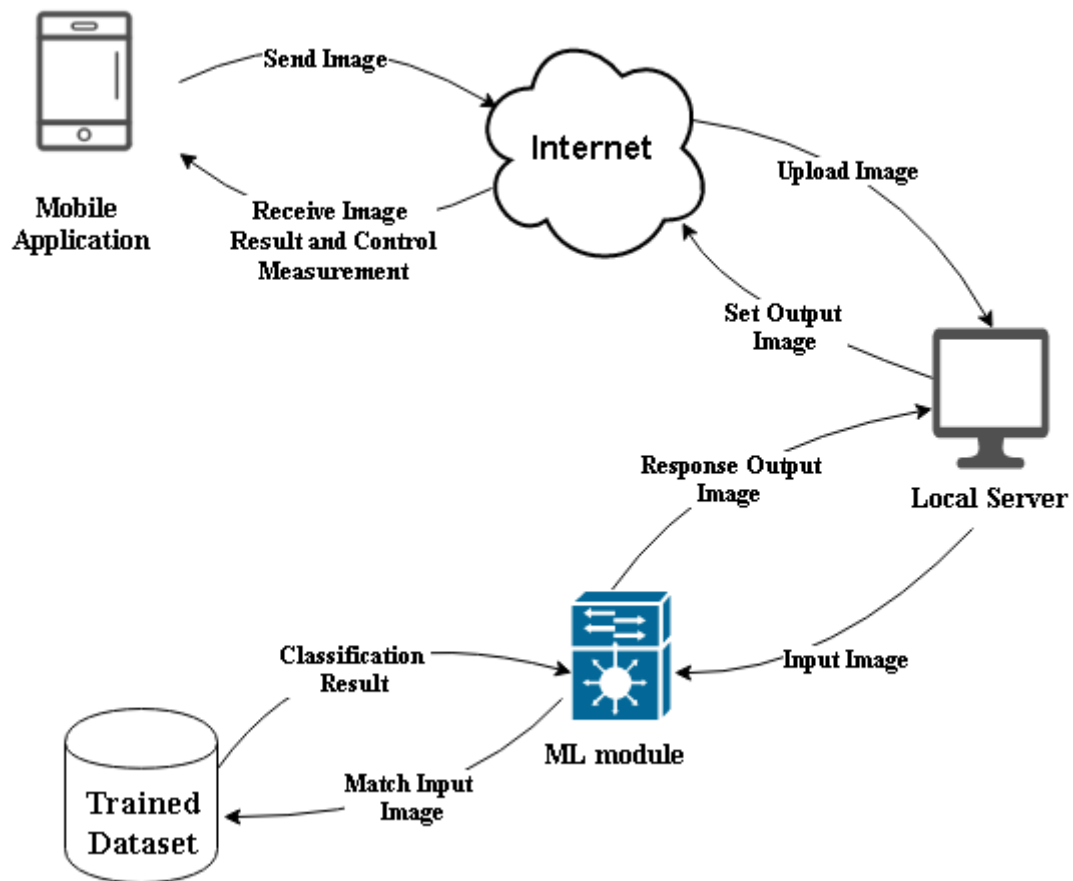 Send Image
Internet
Upload Image
Mobile
Application
Receive Image
Result and Control
Measurement
Set Output
Image
Response Output
Image
Local Server
Classification
Result
Input Image
ML module
Match Input
Image
Trained
Dataset